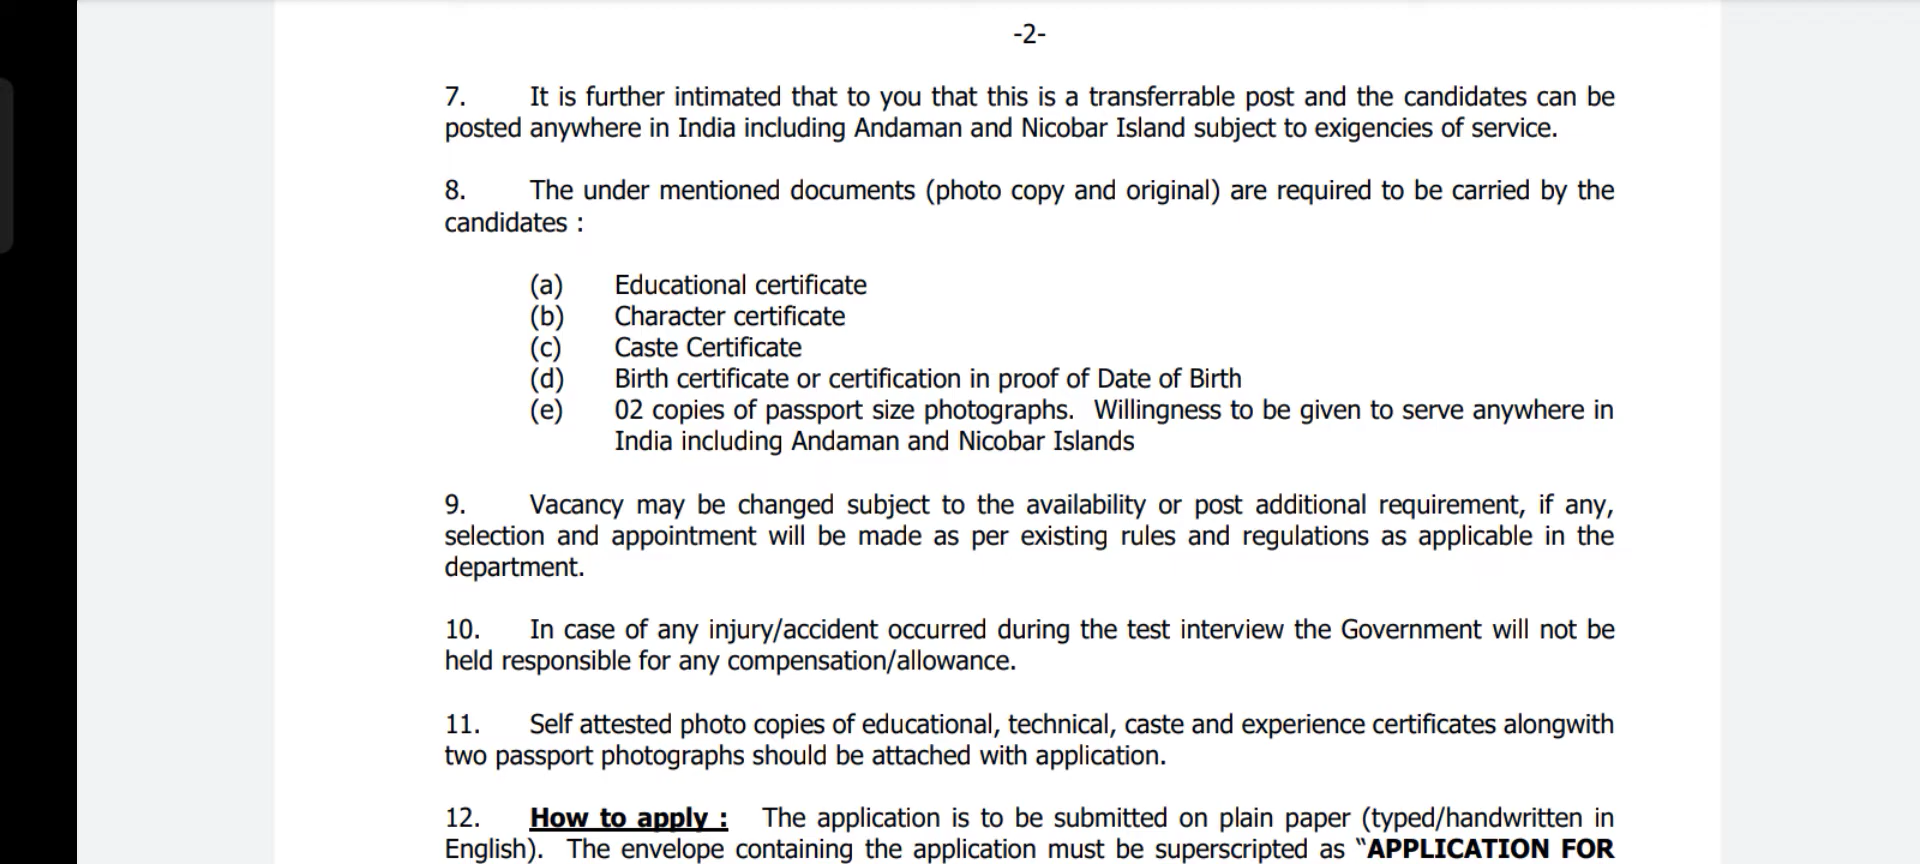 -2-
7. It is further intimated that to you that this is a transferrable post and the candidates can be
posted anywhere in India including Andaman and Nicobar Island subject to exigencies of service.
8. The under mentioned documents (photo copy and original) are required to be carried by the
candidates :
(a) Educational certificate
(b) Character certificate
(c) Caste Certificate
(d) Birth certificate or certification in proof of Date of Birth
(e) 02 copies of passport size photographs. Willingness to be given to serve anywhere in
India including Andaman and Nicobar Islands
9. Vacancy may be changed subject to the availability or post additional requirement, if any,
selection and appointment will be made as per existing rules and regulations as applicable in the
department.
10. In case of any injury/accident occurred during the test interview the Government will not be
held responsible for any compensation/allowance.
11. Self attested photo copies of educational, technical, caste and experience certificates alongwith
two passport photographs should be attached with application.
12. How to apply : The application is to be submitted on plain paper (typed/handwritten in
English). The envelope containing the application must be superscripted as “APPLICATION FOR